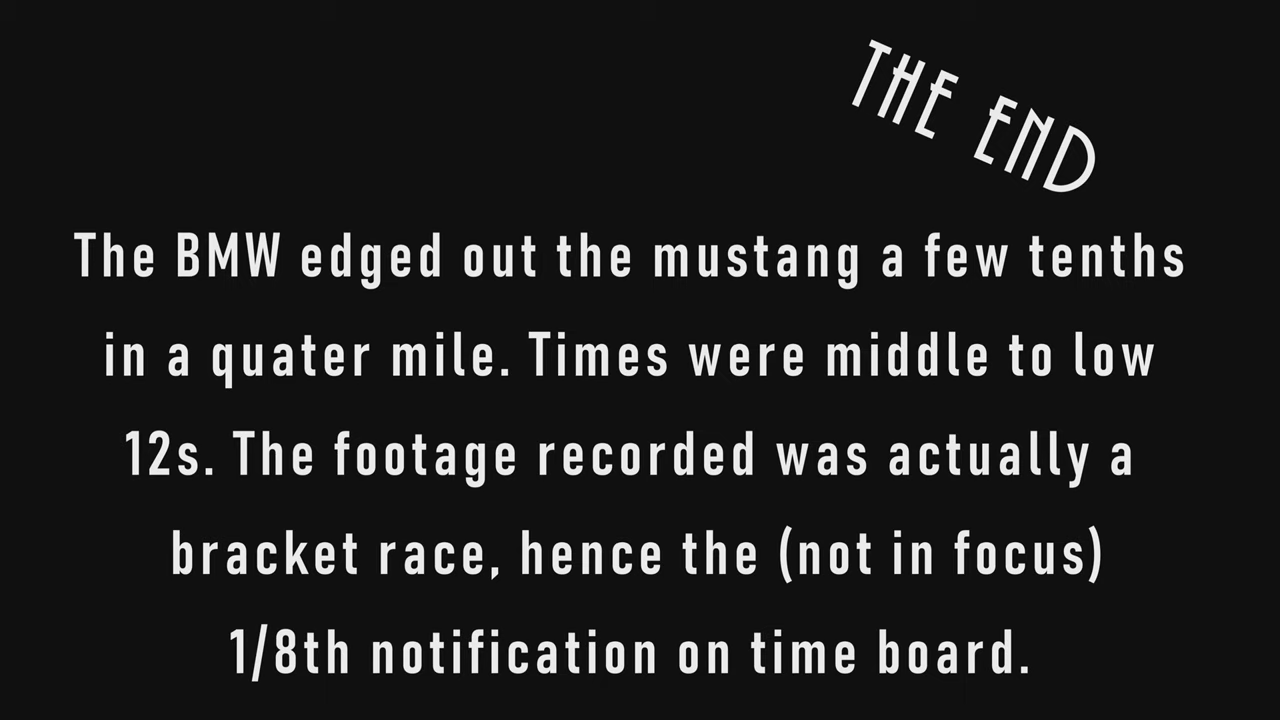 THE END
The BMW edged out the mustang a few tenths
in a quater mile. Times were middle to low
12s. The footage recorded was actually a
bracket race, hence the (not in focus)
1/8th notification on time board.